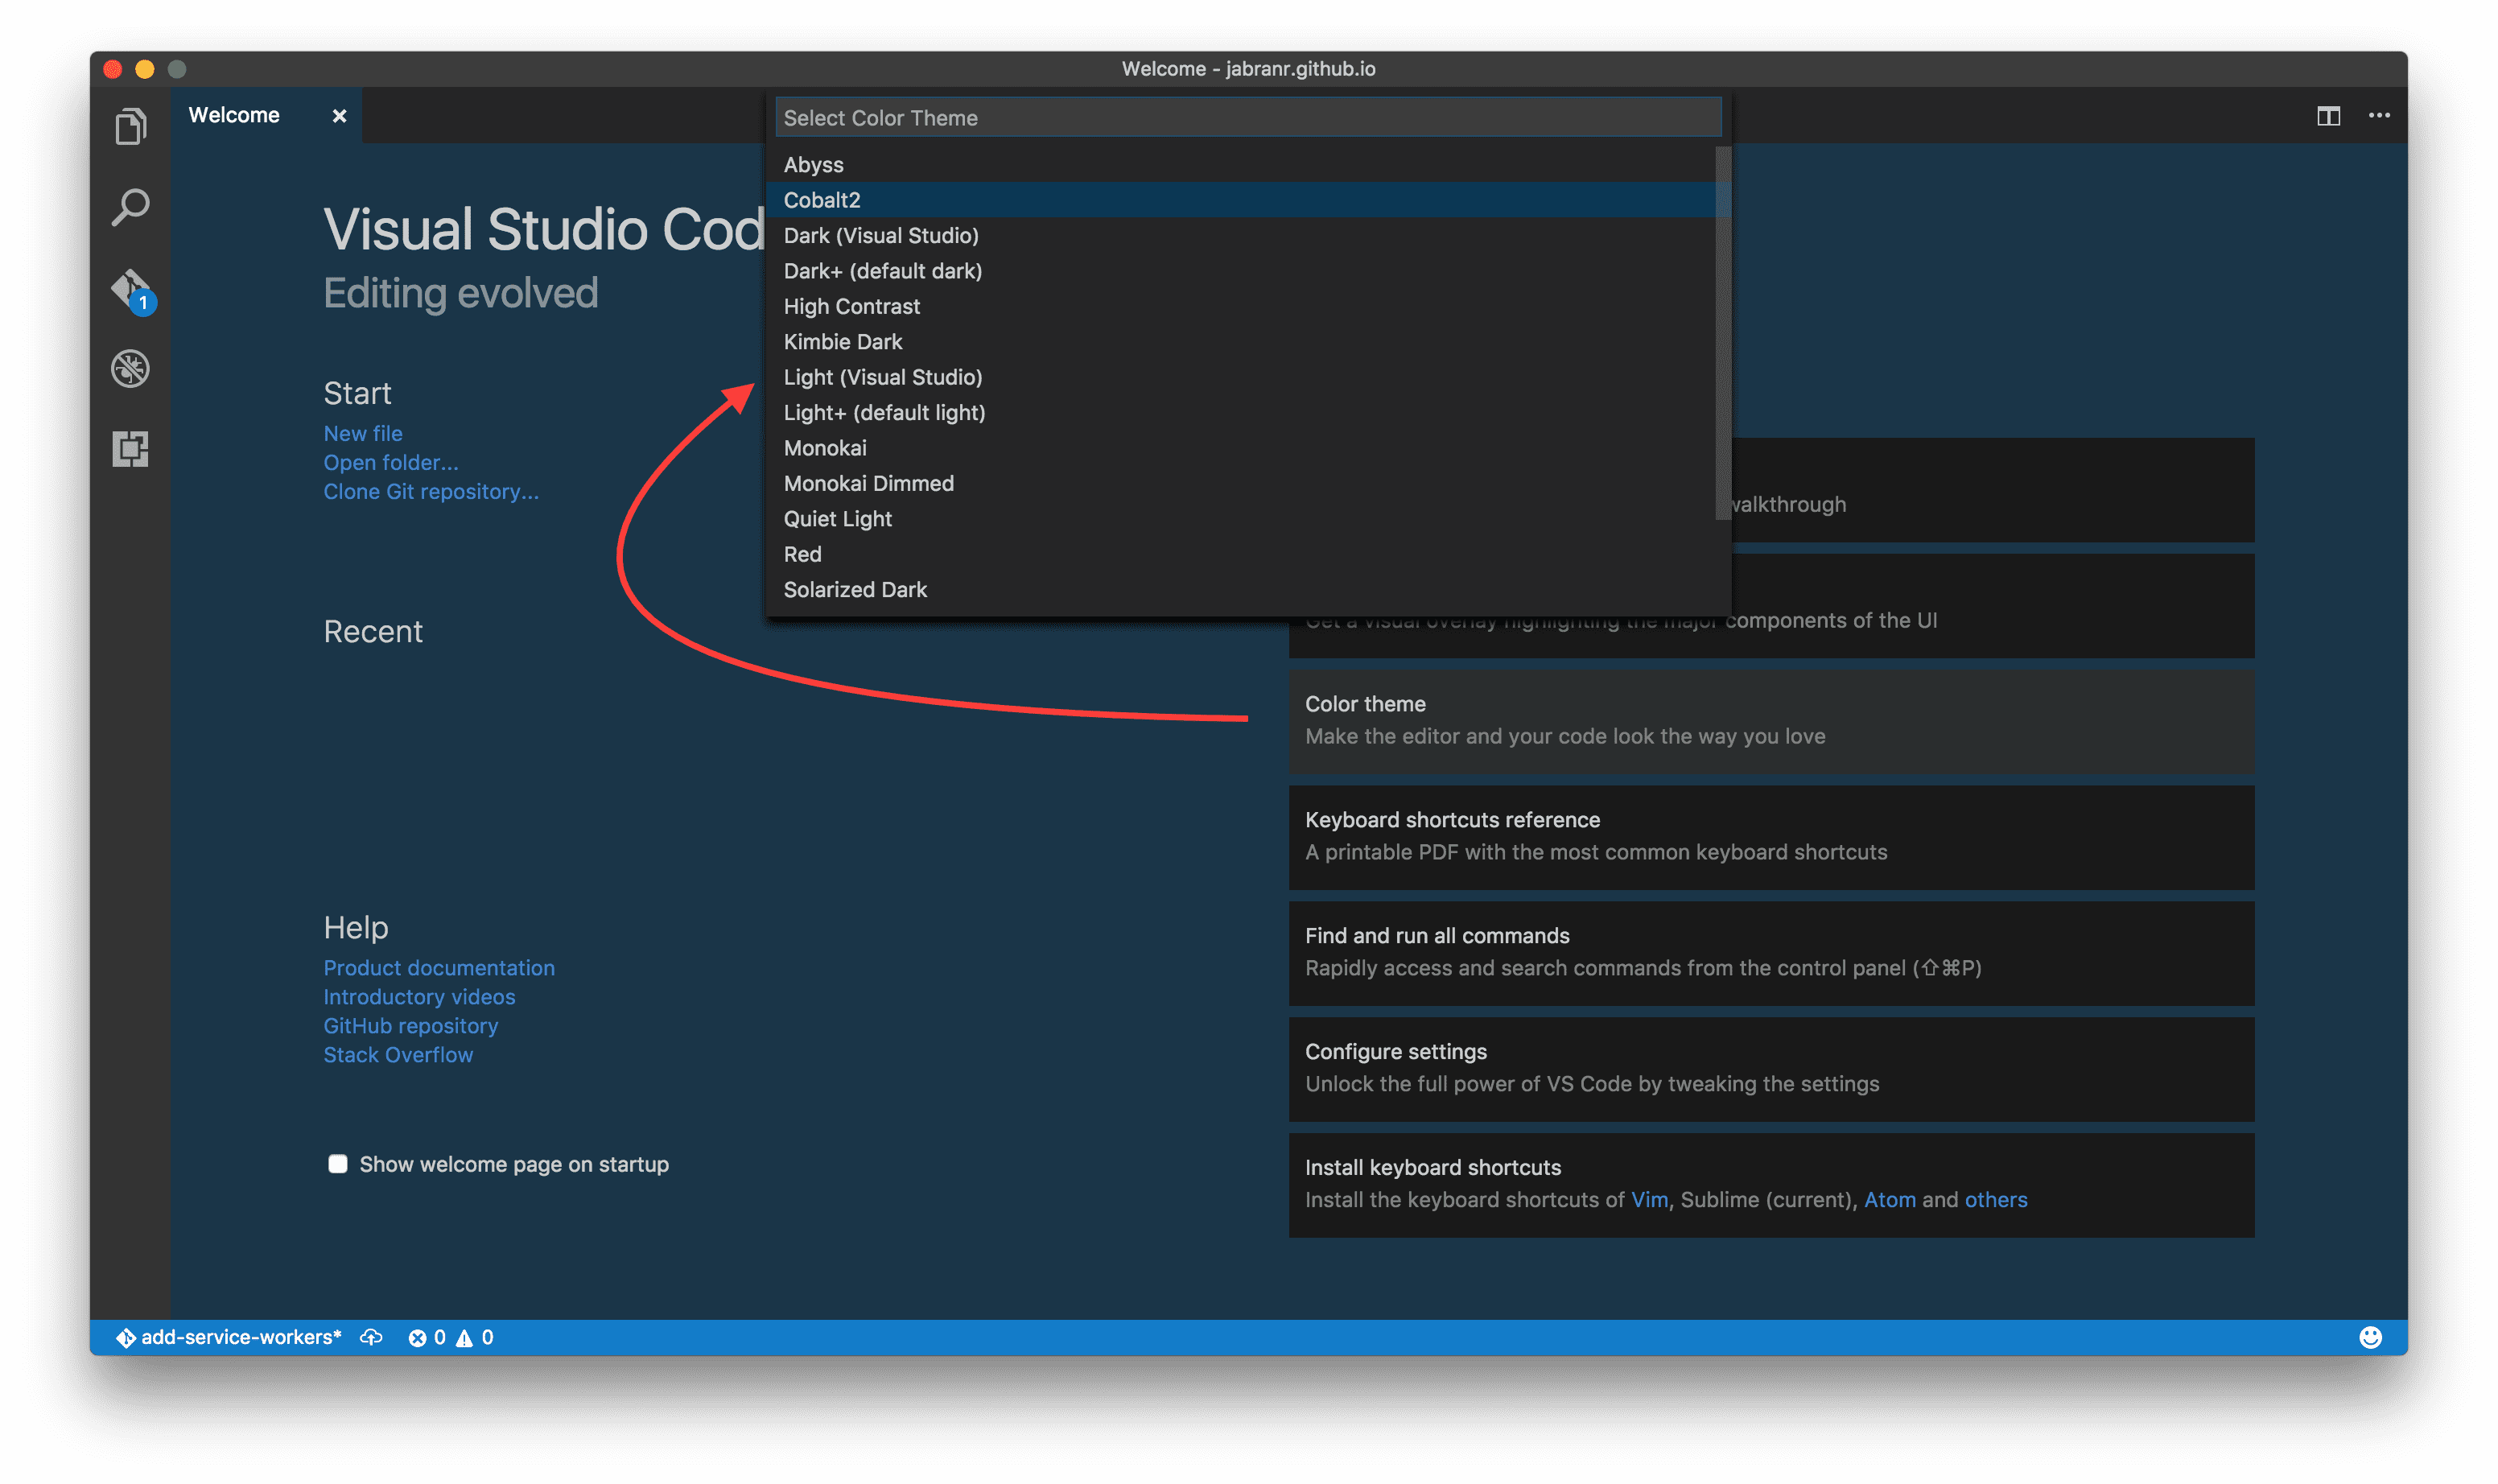 Welcome - jabranr.github.io
Welcome
Select Color Theme
Abyss
Cobalt2
Dark (Visual Studio)
Dark+ (default dark)
High Contrast
Kimbie Dark
Light (Visual Studio)
Light+ (default light)
Monokai
Monokai Dimmed
Quiet Light
Red
Solarized Dark
Visual Studio Cod
Editing evolved
1
Start
New file
Open folder...
Clone Git repository...
Recent
Help
Product documentation
Introductory videos
GitHub repository
Stack Overflow
Show welcome page on startup
walkthrough
Get a visual overlay highlighting the major components of the UI
Color theme
Make the editor and your code look the way you love
Keyboard shortcuts reference
A printable PDF with the most common keyboard shortcuts
Find and run all commands
Rapidly access and search commands from the control panel (⇧⌘P)
Configure settings
Unlock the full power of VS Code by tweaking the settings
Install keyboard shortcuts
Install the keyboard shortcuts of Vim, Sublime (current), Atom and others
add-service-workers* 0 0